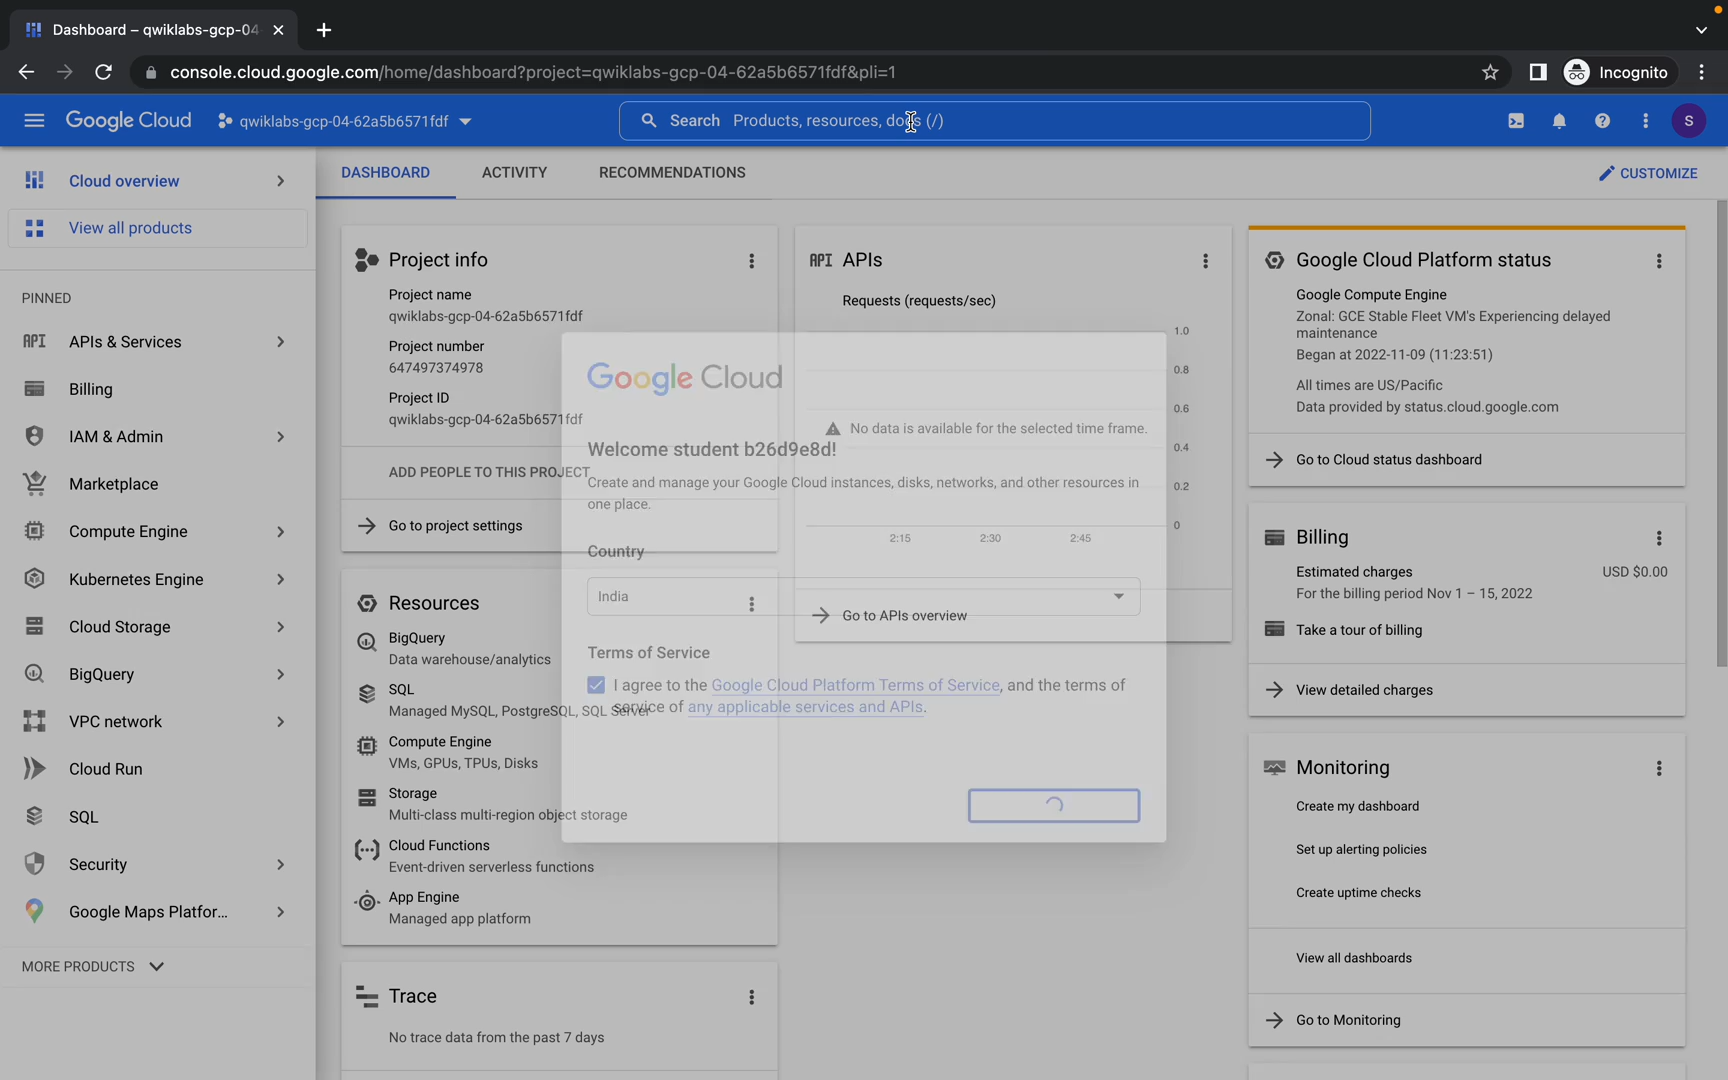 Dashboard – qwiklabs-gcp-04
console.cloud.google.com/home/dashboard?project=qwiklabs-gcp-04-62a5b6571fdf&pli=1
Incognito
Google Cloud
qwiklabs-gcp-04-62a5b6571fdf
Search Products, resources, docs (/)
S
Cloud overview
View all products
PINNED
API APIs & Services
Billing
IAM & Admin
Marketplace
Compute Engine
Kubernetes Engine
Cloud Storage
BigQuery
VPC network
Cloud Run
SQL
Security
Google Maps Platfor...
MORE PRODUCTS
DASHBOARD
ACTIVITY
RECOMMENDATIONS
CUSTOMIZE
Project info
Project name
qwiklabs-gcp-04-62a5b6571fdf
Project number
647497374978
Project ID
qwiklabs-gcp-04-62a5b6571fdf
ADD PEOPLE TO THIS PROJECT
Go to project settings
Resources
BigQuery
Data warehouse/analytics
SQL
Managed MySQL, PostgreSQL, SQL Server
Compute Engine
VMs, GPUs, TPUs, Disks
Storage
Multi-class multi-region object storage
Cloud Functions
Event-driven serverless functions
App Engine
Managed app platform
Trace
No trace data from the past 7 days
API APIs
Requests (requests/sec)
1.0
0.8
0.6
0.4
0.2
0
No data is available for the selected time frame.
2:15
2:30
2:45
Go to APIs overview
Google Cloud
Welcome student b26d9e8d!
Create and manage your Google Cloud instances, disks, networks, and other resources in
one place.
Country
India
Terms of Service
I agree to the Google Cloud Platform Terms of Service, and the terms of
service of any applicable services and APIs.
Google Cloud Platform status
Google Compute Engine
Zonal: GCE Stable Fleet VM's Experiencing delayed
maintenance
Began at 2022-11-09 (11:23:51)
All times are US/Pacific
Data provided by status.cloud.google.com
Go to Cloud status dashboard
Billing
Estimated charges USD $0.00
For the billing period Nov 1 – 15, 2022
Take a tour of billing
View detailed charges
Monitoring
Create my dashboard
Set up alerting policies
Create uptime checks
View all dashboards
Go to Monitoring